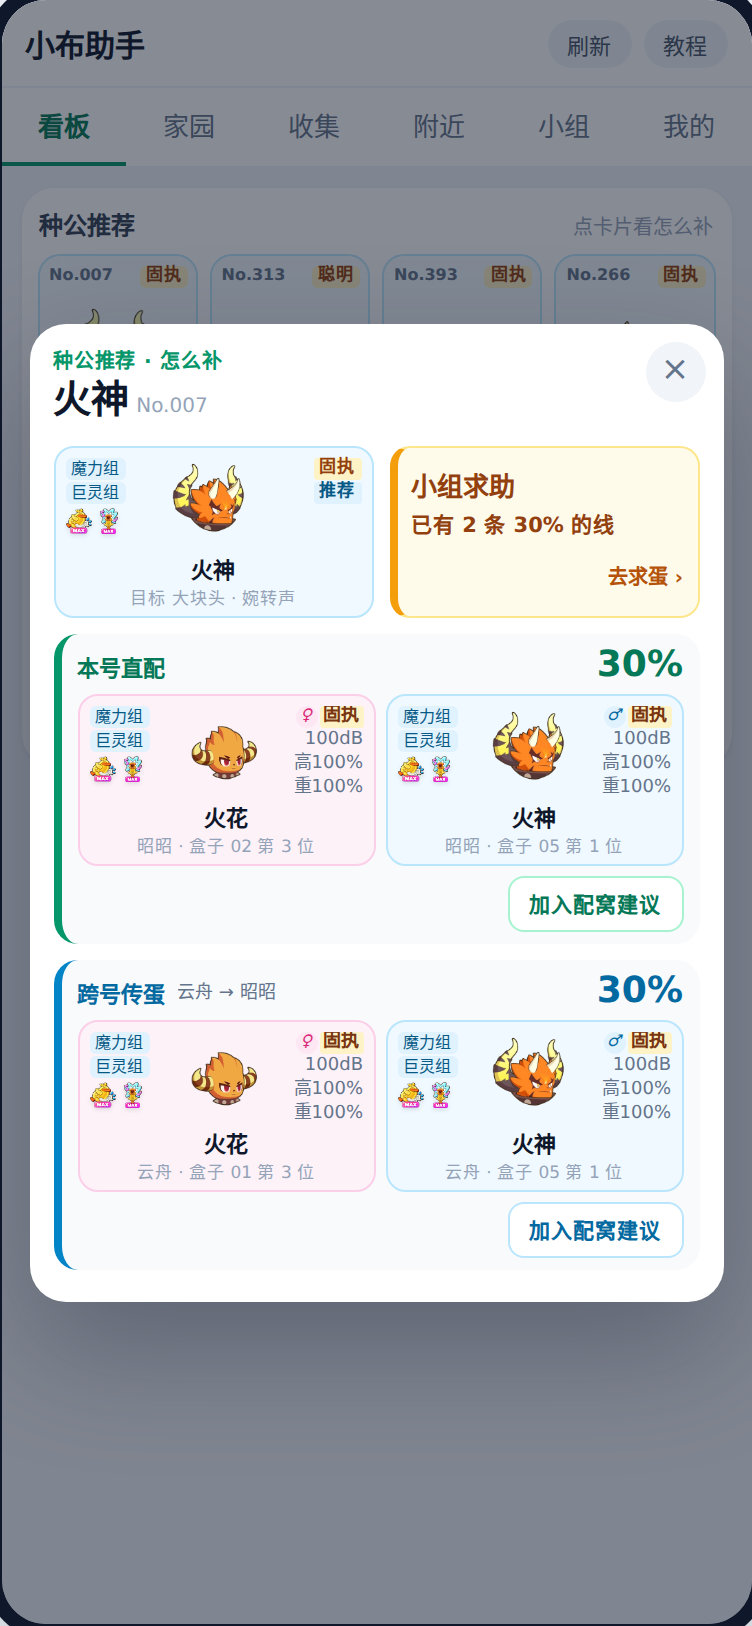 小布助手
刷新
教程
看板
家园
收集
附近
小组
我的
种公推荐
点卡片看怎么补
No.007
固执
No.313
聪明
No.393
固执
No.266
固执
种公推荐 · 怎么补
火神 No.007
×
魔力组
巨灵组
MAX
MAX
固执
推荐
火神
目标 大块头 · 婉转声
小组求助
已有 2 条 30% 的线
去求蛋 ›
本号直配
30%
魔力组
巨灵组
MAX
MAX
♀ 固执
100dB
高100%
重100%
火花
昭昭 · 盒子 02 第 3 位
魔力组
巨灵组
MAX
MAX
♂ 固执
100dB
高100%
重100%
火神
昭昭 · 盒子 05 第 1 位
加入配窝建议
跨号传蛋 云舟 → 昭昭
30%
魔力组
巨灵组
MAX
MAX
♀ 固执
100dB
高100%
重100%
火花
云舟 · 盒子 01 第 3 位
魔力组
巨灵组
MAX
MAX
♂ 固执
100dB
高100%
重100%
火神
云舟 · 盒子 05 第 1 位
加入配窝建议